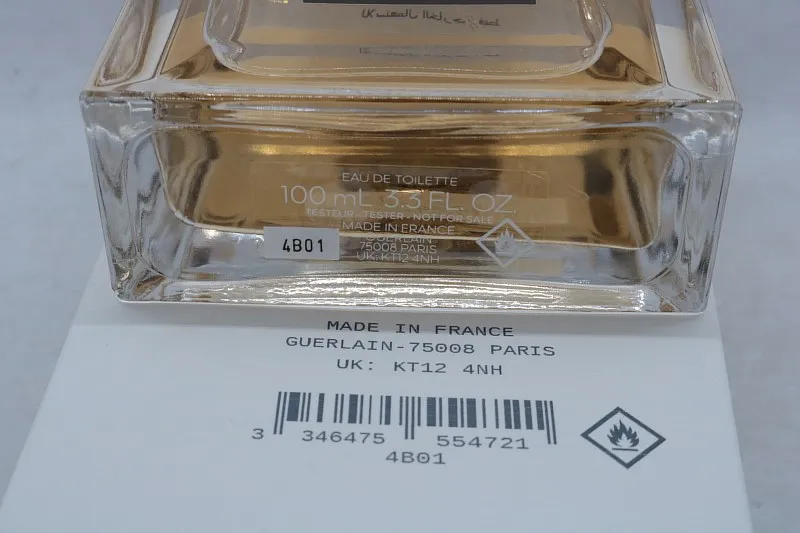 EAU DE TOILETTE
100 mL 3.3 FL. OZ.
TESTEUR - TESTER - NOT FOR SALE
MADE IN FRANCE
GUERLAIN
75008 PARIS
UK: KT12 4NH
4B01
MADE IN FRANCE
GUERLAIN-75008 PARIS
UK: KT12 4NH
3 346475 554721
4B01